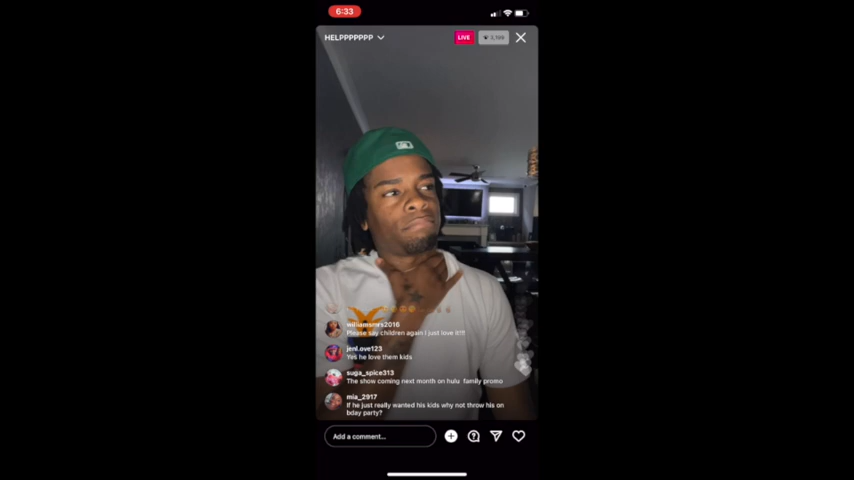 6:33
HELPPPPPPP
LIVE
williamsmrs2016
Please say children again I just love it!!!
jenl.ove123
Yes he love them kids
suga_spice313
The show coming next month on hulu family promo
mia_2917
If he just really wanted his kids why not throw his on
bday party?
Add a comment...